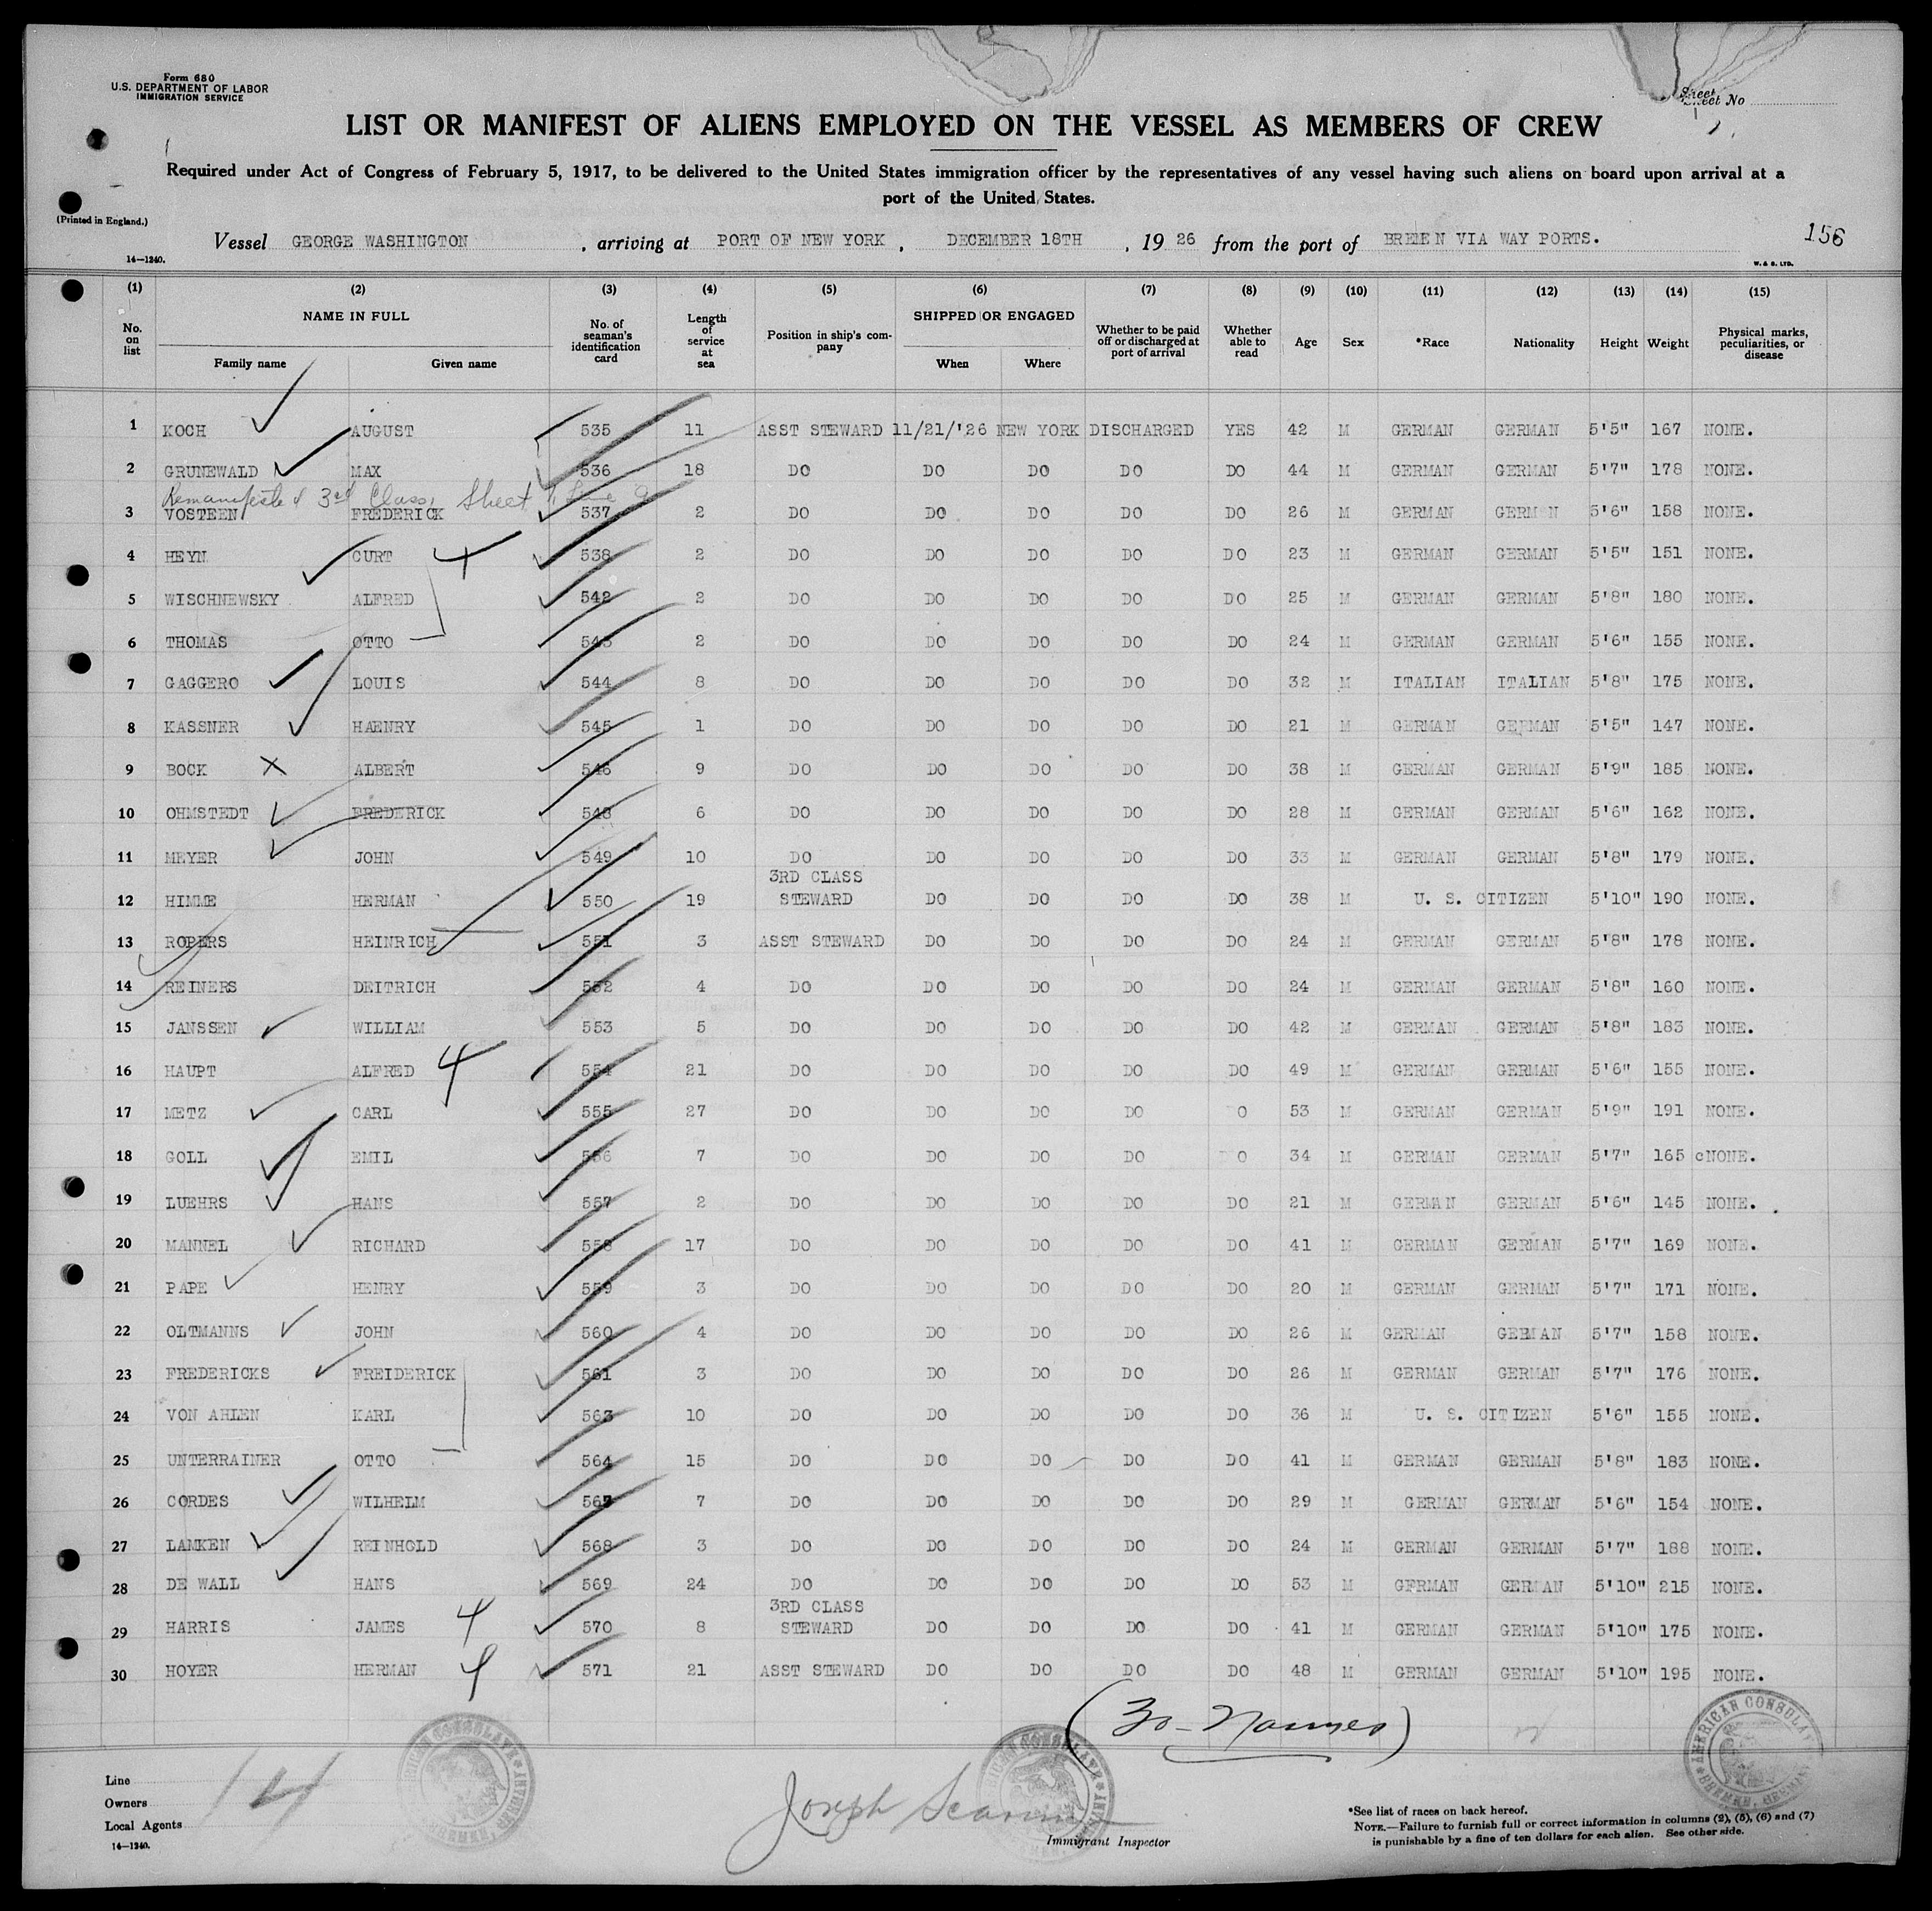 Form 680
U.S. DEPARTMENT OF LABOR
IMMIGRATION SERVICE
Sheet No
LIST OR MANIFEST OF ALIENS EMPLOYED ON THE VESSEL AS MEMBERS OF CREW
Required under Act of Congress of February 5, 1917, to be delivered to the United States immigration officer by the representatives of any vessel having such aliens on board upon arrival at a
port of the United States.
(Printed in England.)
Vessel GEORGE WASHINGTON , arriving at PORT OF NEW YORK , DECEMBER 18TH , 19 26 from the port of BREMEN VIA WAY PORTS. 156
14—1240. W. & S. LTD.
(1) (2) (3) (4) (5) (6) (7) (8) (9) (10) (11) (12) (13) (14) (15)
No. on list NAME IN FULL Family name Given name No. of seaman's identification card Length of service at sea Position in ship's company SHIPPED OR ENGAGED When Where Whether to be paid off or discharged at port of arrival Whether able to read Age Sex *Race Nationality Height Weight Physical marks, peculiarities, or disease
1 KOCH AUGUST 535 11 ASST STEWARD 11/21/'26 NEW YORK DISCHARGED YES 42 M GERMAN GERMAN 5'5" 167 NONE.
2 GRUNEWALD MAX 536 18 DO DO DO DO DO 44 M GERMAN GERMAN 5'7" 178 NONE.
Remanifested 3rd Class, Sheet 1, Line 9
3 VOSTEEN FREDERICK 537 2 DO DO DO DO DO 26 M GERMAN GERM N 5'6" 158 NONE.
4 HEYN CURT 538 2 DO DO DO DO DO 23 M GERMAN GERMAN 5'5" 151 NONE.
5 WISCHNEWSKY ALFRED 542 2 DO DO DO DO DO 25 M GERMAN GERMAN 5'8" 180 NONE.
6 THOMAS OTTO 543 2 DO DO DO DO DO 24 M GERMAN GERMAN 5'6" 155 NONE.
7 GAGGERO LOUIS 544 8 DO DO DO DO DO 32 M ITALIAN ITALIAN 5'8" 175 NONE.
8 KASSNER HAENRY 545 1 DO DO DO DO DO 21 M GERMAN GERMAN 5'5" 147 NONE.
9 BOCK X ALBERT 546 9 DO DO DO DO DO 38 M GERMAN GERMAN 5'9" 185 NONE.
10 OHMSTEDT FREDERICK 548 6 DO DO DO DO DO 28 M GERMAN GERMAN 5'6" 162 NONE.
11 MEYER JOHN 549 10 DO DO DO DO DO 33 M GERMAN GERMAN 5'8" 179 NONE.
12 HIMME HERMAN 550 19 3RD CLASS STEWARD DO DO DO DO 38 M U. S. CITIZEN 5'10" 190 NONE.
13 ROPERS HEINRICH 551 3 ASST STEWARD DO DO DO DO 24 M GERMAN GERMAN 5'8" 178 NONE.
14 REINERS DEITRICH 552 4 DO DO DO DO DO 24 M GERMAN GERMAN 5'8" 160 NONE.
15 JANSSEN WILLIAM 553 5 DO DO DO DO DO 42 M GERMAN GERMAN 5'8" 183 NONE.
16 HAUPT ALFRED 4 554 21 DO DO DO DO DO 49 M GERMAN GERMAN 5'6" 155 NONE.
17 METZ CARL 555 27 DO DO DO DO O 53 M GERMAN GERMAN 5'9" 191 NONE.
18 GOLL EMIL 556 7 DO DO DO DO DO 34 M GERMAN GERMAN 5'7" 165 NONE.
19 LUEHRS HANS 557 2 DO DO DO DO DO 21 M GERMAN GERMAN 5'6" 145 NONE.
20 MANNEL RICHARD 558 17 DO DO DO DO DO 41 M GERMAN GERMAN 5'7" 169 NONE.
21 PAPE HENRY 559 3 DO DO DO DO DO 20 M GERMAN GERMAN 5'7" 171 NONE.
22 OLTMANNS JOHN 560 4 DO DO DO DO DO 26 M GERMAN GERMAN 5'7" 158 NONE.
23 FREDERICKS FREIDERICK 561 3 DO DO DO DO DO 26 M GERMAN GERMAN 5'7" 176 NONE.
24 VON AHLEN KARL 563 10 DO DO DO DO DO 36 M U. S. CITIZEN 5'6" 155 NONE.
25 UNTERRAINER OTTO 564 15 DO DO DO DO DO 41 M GERMAN GERMAN 5'8" 183 NONE.
26 CORDES WILHELM 567 7 DO DO DO DO DO 29 M GERMAN GERMAN 5'6" 154 NONE.
27 LAMKEN REINHOLD 568 3 DO DO DO DO DO 24 M GERMAN GERMAN 5'7" 188 NONE.
28 DE WALL HANS 569 24 DO DO DO DO DO 53 M GERMAN GERMAN 5'10" 215 NONE.
29 HARRIS JAMES 4 570 8 3RD CLASS STEWARD DO DO DO DO 41 M GERMAN GERMAN 5'10" 175 NONE.
30 HOYER HERMAN 4 571 21 ASST STEWARD DO DO DO DO 48 M GERMAN GERMAN 5'10" 195 NONE.
(30 - Names)
AMERICAN CONSULATE BREMEN, GERMANY
Line
Owners
Local Agents
14—1240.
14
Joseph
Immigrant Inspector
*See list of races on back hereof.
NOTE.—Failure to furnish full or correct information in columns (2), (5), (6) and (7)
is punishable by a fine of ten dollars for each alien. See other side.